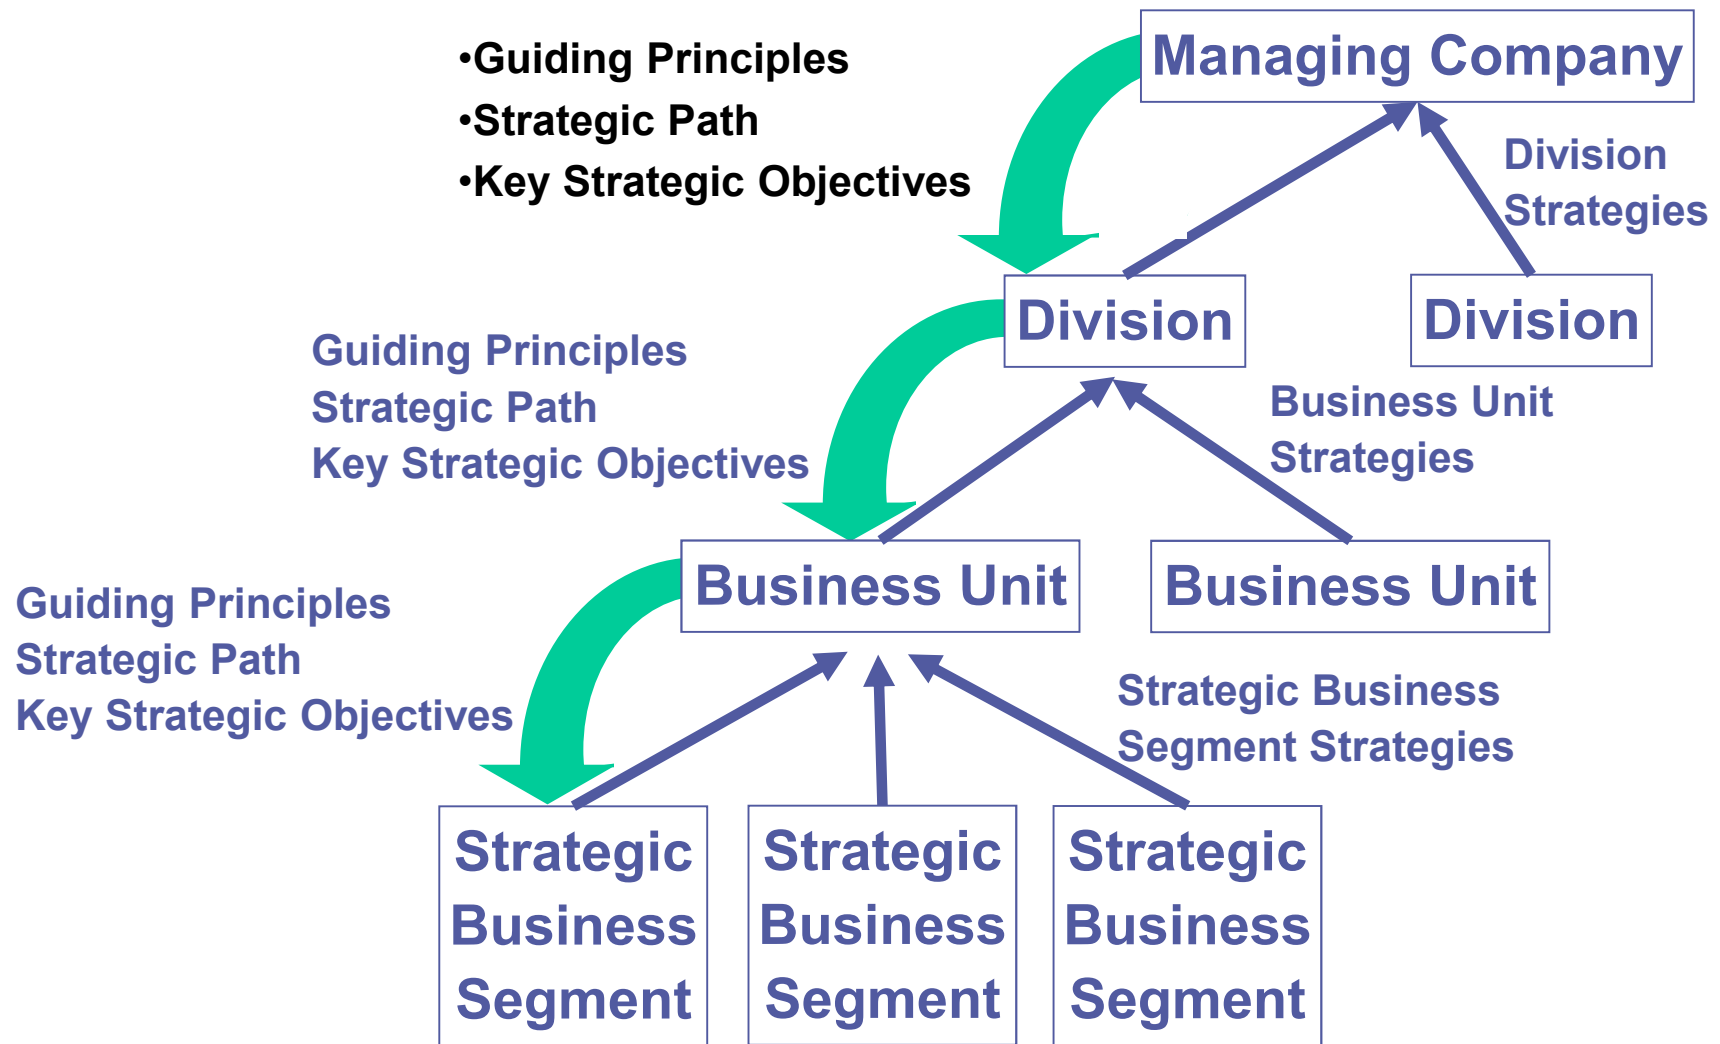 •Guiding Principles
•Strategic Path
•Key Strategic Objectives
Managing Company
Division
Strategies
Division
Division
Guiding Principles
Strategic Path
Key Strategic Objectives
Business Unit
Strategies
Business Unit
Business Unit
Guiding Principles
Strategic Path
Key Strategic Objectives
Strategic Business
Segment Strategies
Strategic
Business
Segment
Strategic
Business
Segment
Strategic
Business
Segment